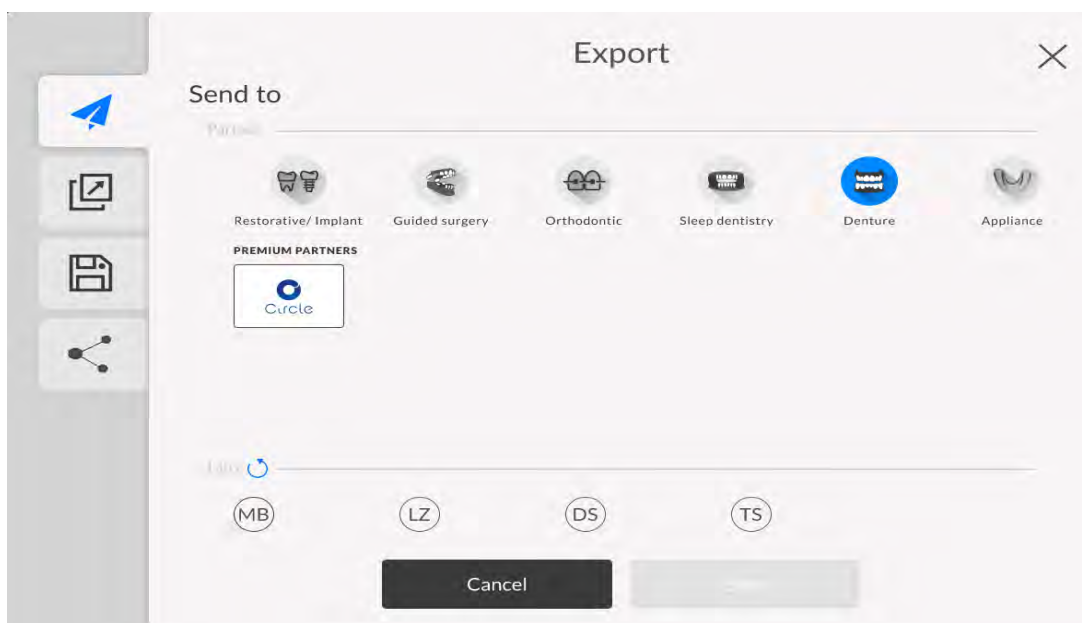 Export
Send to
Restorative/ Implant
Guided surgery
Orthodontic
Sleep dentistry
Denture
Appliance
PREMIUM PARTNERS
Circle
MB
LZ
DS
TS
Cancel